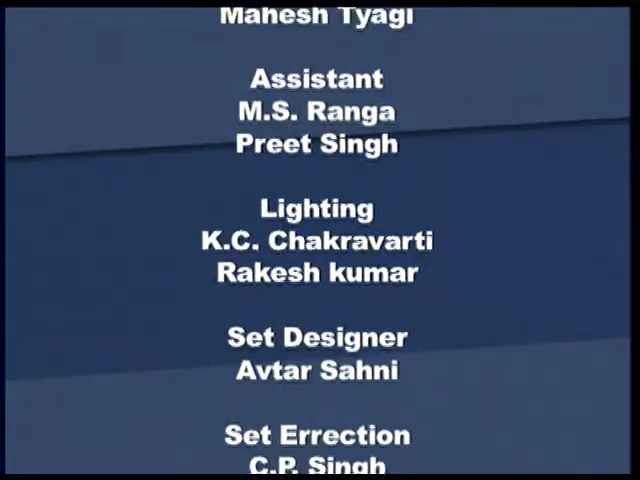 Mahesh Tyagi
Assistant
M.S. Ranga
Preet Singh
Lighting
K.C. Chakravarti
Rakesh kumar
Set Designer
Avtar Sahni
Set Errection
C.P. Singh